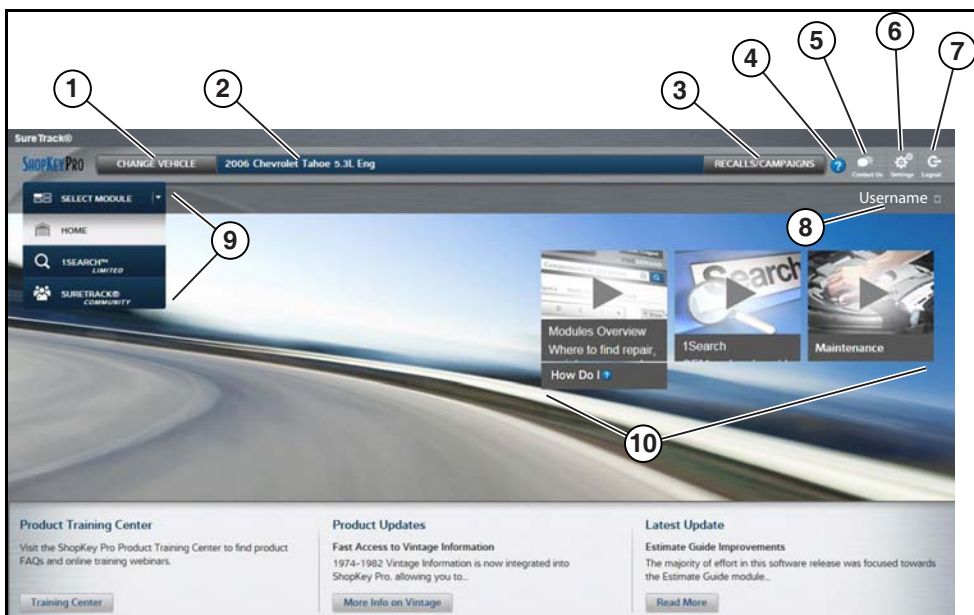 5 6 7
4
1 2 3
SureTrack®
SHOPKEYPRO CHANGE VEHICLE 2006 Chevrolet Tahoe 5.3L Eng RECALLS/CAMPAIGNS ? Contact Us Settings Logout
SELECT MODULE Username
8
HOME 9
1SEARCH™
LIMITED
SURETRACK®
COMMUNITY
Components
Search
Modules Overview
Where to find repair,
How Do I ?
1Search
Maintenance
10
Product Training Center
Visit the ShopKey Pro Product Training Center to find product
FAQs and online training webinars.
Training Center
Product Updates
Fast Access to Vintage Information
1974-1982 Vintage Information is now integrated into
ShopKey Pro, allowing you to...
More Info on Vintage
Latest Update
Estimate Guide Improvements
The majority of effort in this software release was focused towards
the Estimate Guide module...
Read More